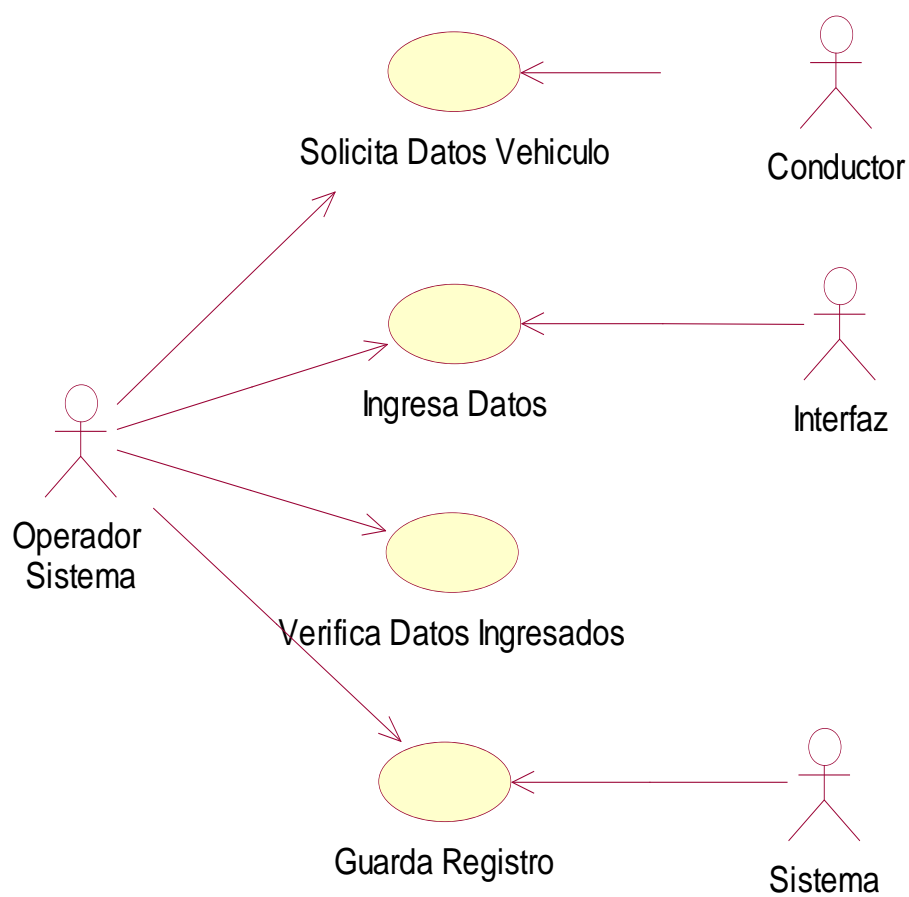 Solicita Datos Vehiculo
Conductor
Ingresa Datos
Interfaz
Operador
Sistema
Verifica Datos Ingresados
Guarda Registro
Sistema